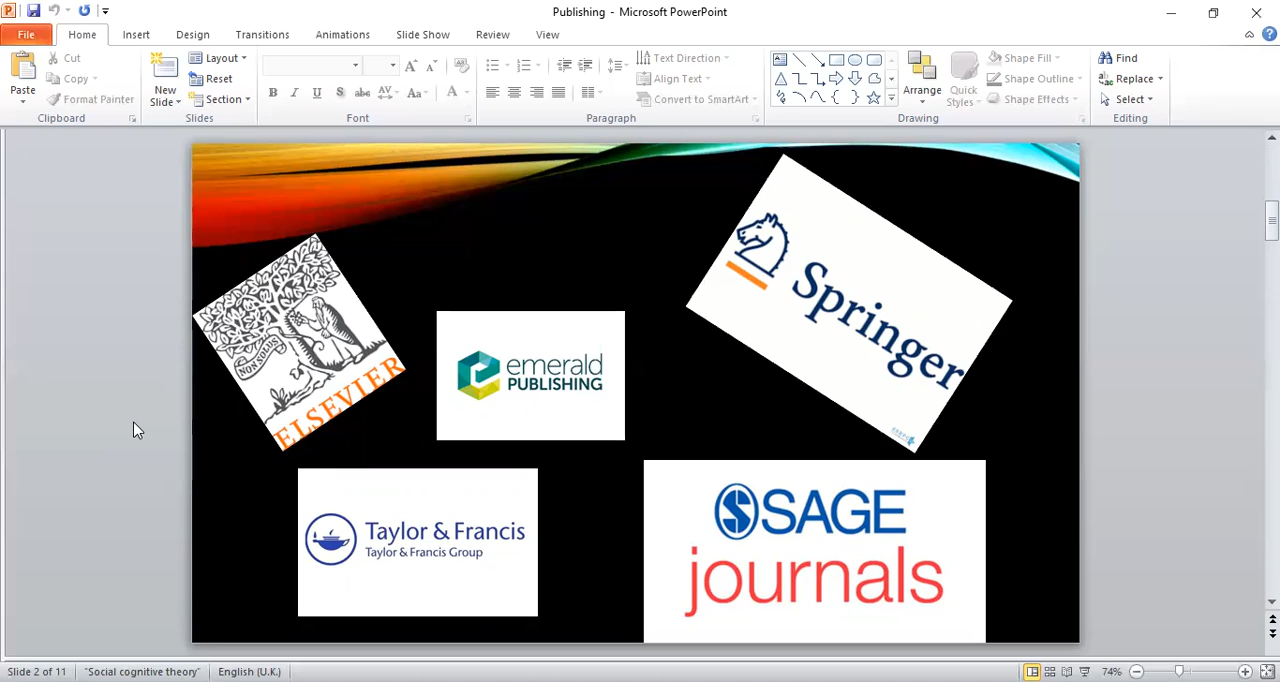 Publishing - Microsoft PowerPoint
File Home Insert Design Transitions Animations Slide Show Review View
Paste
Cut
Copy
Format Painter
Clipboard
New Slide
Layout
Reset
Section
Slides
B I U S abc AV Aa A
Font
Text Direction
Align Text
Convert to SmartArt
Paragraph
Arrange
Quick Styles
Shape Fill
Shape Outline
Shape Effects
Drawing
Find
Replace
Select
Editing
NON SOLUS
ELSEVIER
emerald
PUBLISHING
Springer
Taylor & Francis
Taylor & Francis Group
SAGE
journals
Slide 2 of 11 "Social cognitive theory" English (U.K.) 74%